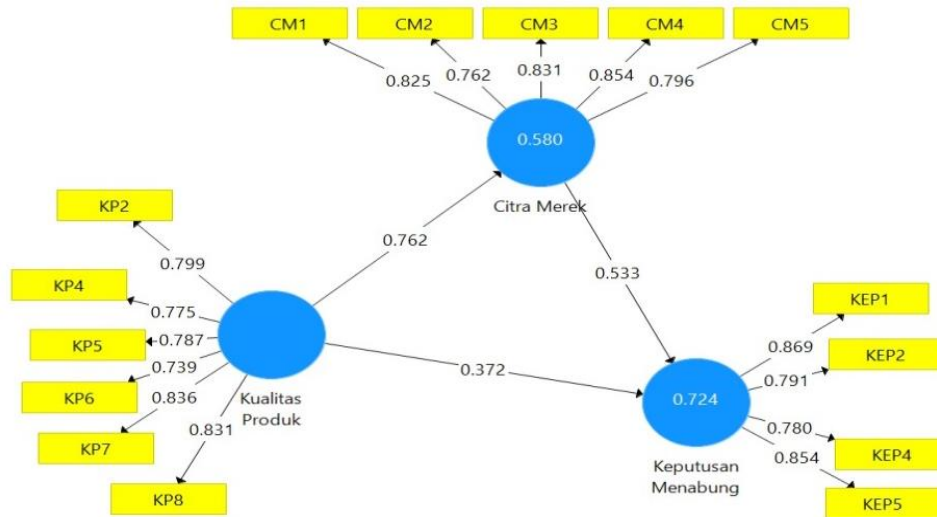 CM1
CM2
CM3
CM4
CM5
0.825
0.762
0.831
0.854
0.796
0.580
Citra Merek
KP2
KP4
KP5
KP6
KP7
KP8
0.799
0.775
0.787
0.739
0.836
0.831
Kualitas
Produk
0.762
0.533
0.372
0.724
Keputusan
Menabung
KEP1
KEP2
KEP4
KEP5
0.869
0.791
0.780
0.854